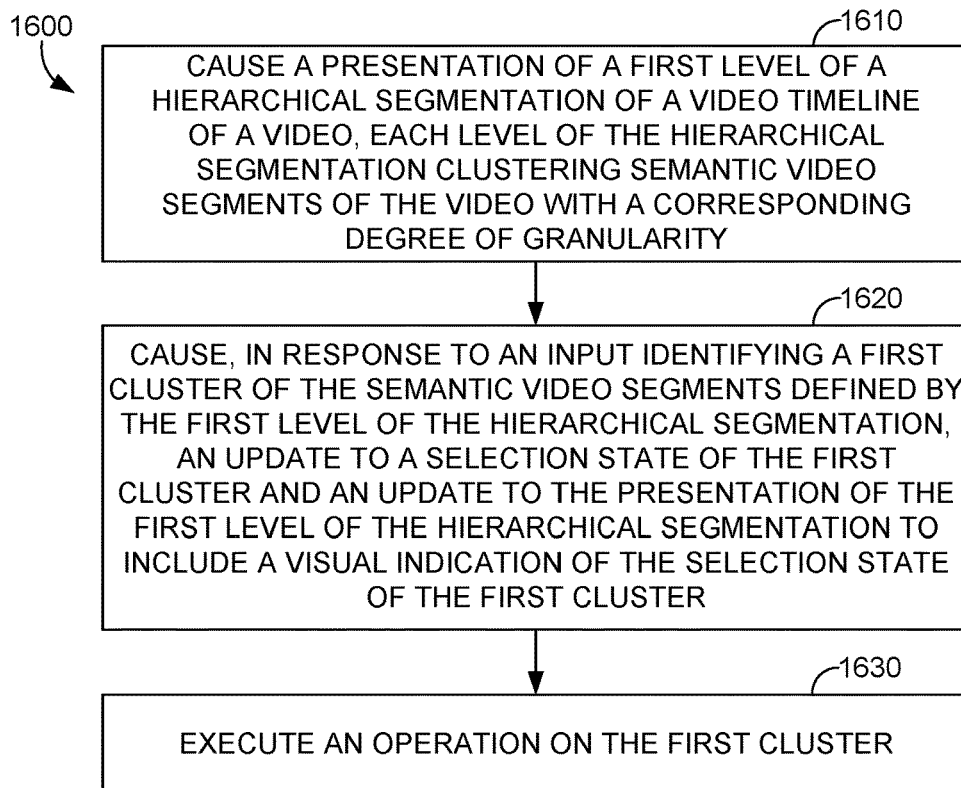 1600
1610
CAUSE A PRESENTATION OF A FIRST LEVEL OF A
HIERARCHICAL SEGMENTATION OF A VIDEO TIMELINE
OF A VIDEO, EACH LEVEL OF THE HIERARCHICAL
SEGMENTATION CLUSTERING SEMANTIC VIDEO
SEGMENTS OF THE VIDEO WITH A CORRESPONDING
DEGREE OF GRANULARITY
1620
CAUSE, IN RESPONSE TO AN INPUT IDENTIFYING A FIRST
CLUSTER OF THE SEMANTIC VIDEO SEGMENTS DEFINED BY
THE FIRST LEVEL OF THE HIERARCHICAL SEGMENTATION,
AN UPDATE TO A SELECTION STATE OF THE FIRST
CLUSTER AND AN UPDATE TO THE PRESENTATION OF THE
FIRST LEVEL OF THE HIERARCHICAL SEGMENTATION TO
INCLUDE A VISUAL INDICATION OF THE SELECTION STATE
OF THE FIRST CLUSTER
1630
EXECUTE AN OPERATION ON THE FIRST CLUSTER